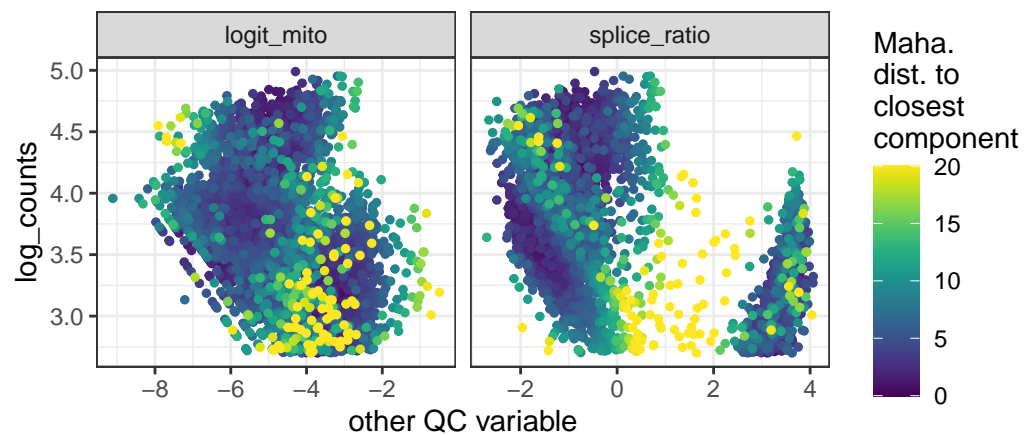 logit_mito
splice_ratio
log_counts
5.0
4.5
4.0
3.5
3.0
−8
−6
−4
−2
−2
0
2
4
other QC variable
Maha.
dist. to
closest
component
20
15
10
5
0